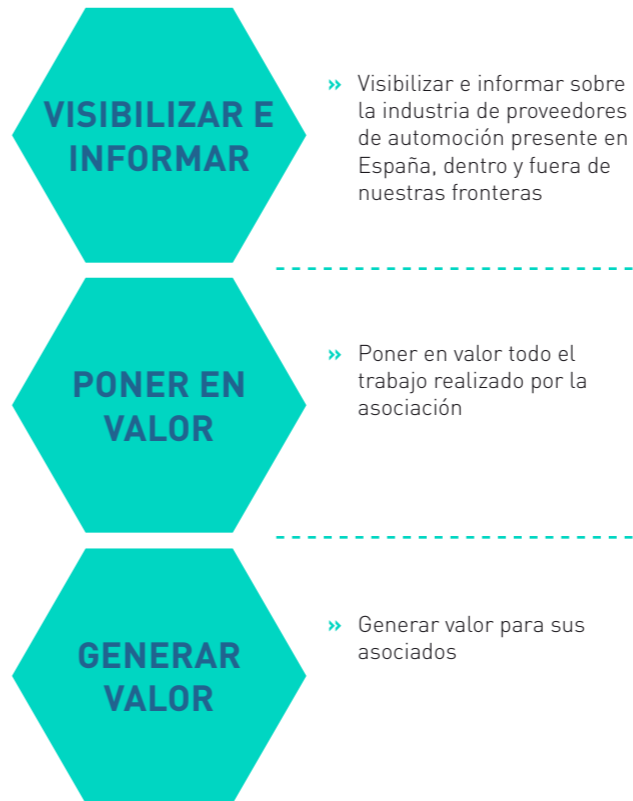 VISIBILIZAR E
INFORMAR
» Visibilizar e informar sobre
la industria de proveedores
de automoción presente en
España, dentro y fuera de
nuestras fronteras
PONER EN
VALOR
» Poner en valor todo el
trabajo realizado por la
asociación
GENERAR
VALOR
» Generar valor para sus
asociados